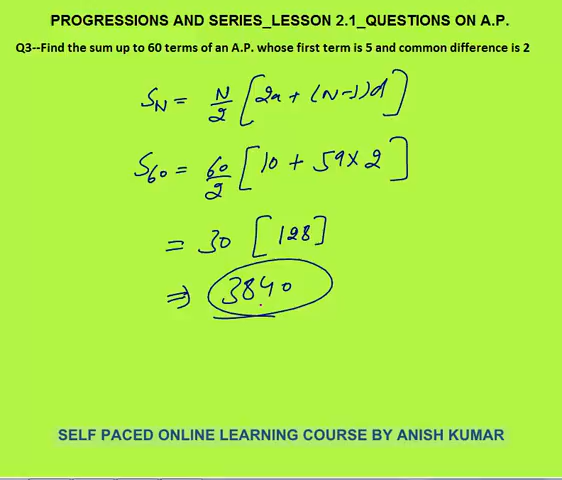 PROGRESSIONS AND SERIES_LESSON 2.1_QUESTIONS ON A.P.
Q3--Find the sum up to 60 terms of an A.P. whose first term is 5 and common difference is 2
S_N = N/2 [2a + (N-1)d]
S_60 = 60/2 [10 + 59 × 2]
= 30 [128]
⇒ 3840
SELF PACED ONLINE LEARNING COURSE BY ANISH KUMAR